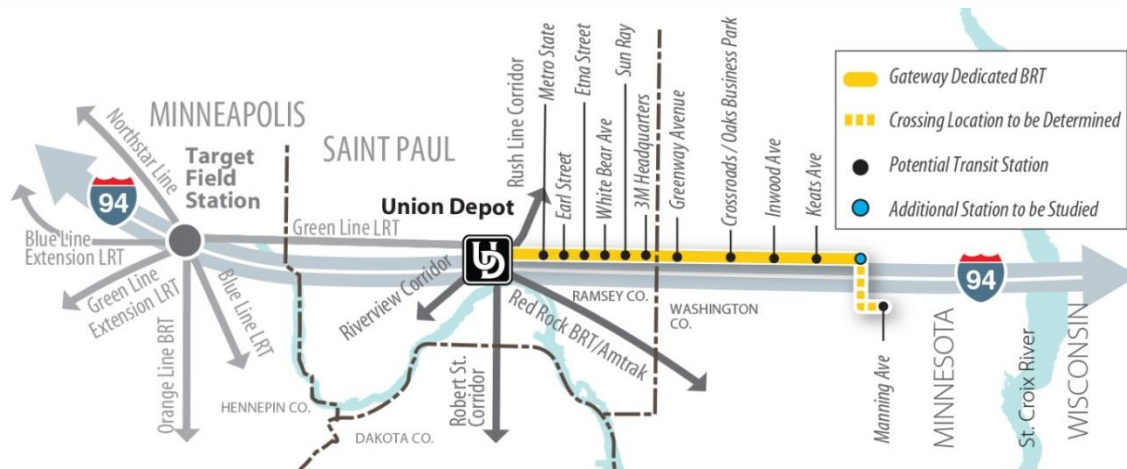 MINNEAPOLIS
SAINT PAUL
Northstar Line
Target
Field
Station
94
Blue Line
Extension LRT
Green Line
Extension LRT
Blue Line LRT
Orange Line BRT
Green Line LRT
Union Depot
UD
Rush Line Corridor
Riverview Corridor
Robert St.
Corridor
Red Rock BRT/Amtrak
HENNEPIN CO.
DAKOTA CO.
RAMSEY CO.
WASHINGTON
CO.
Metro State
Earl Street
Etna Street
White Bear Ave
Sun Ray
3M Headquarters
Greenway Avenue
Crossroads / Oaks Business Park
Inwood Ave
Keats Ave
Manning Ave
94
MINNESOTA
St. Croix River
WISCONSIN
Gateway Dedicated BRT
Crossing Location to be Determined
Potential Transit Station
Additional Station to be Studied